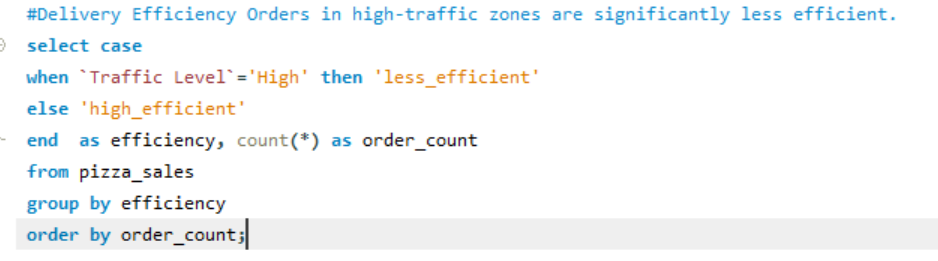 #Delivery Efficiency Orders in high-traffic zones are significantly less efficient.
select case
when `Traffic Level`='High' then 'less_efficient'
else 'high_efficient'
end  as efficiency, count(*) as order_count
from pizza_sales
group by efficiency
order by order_count;